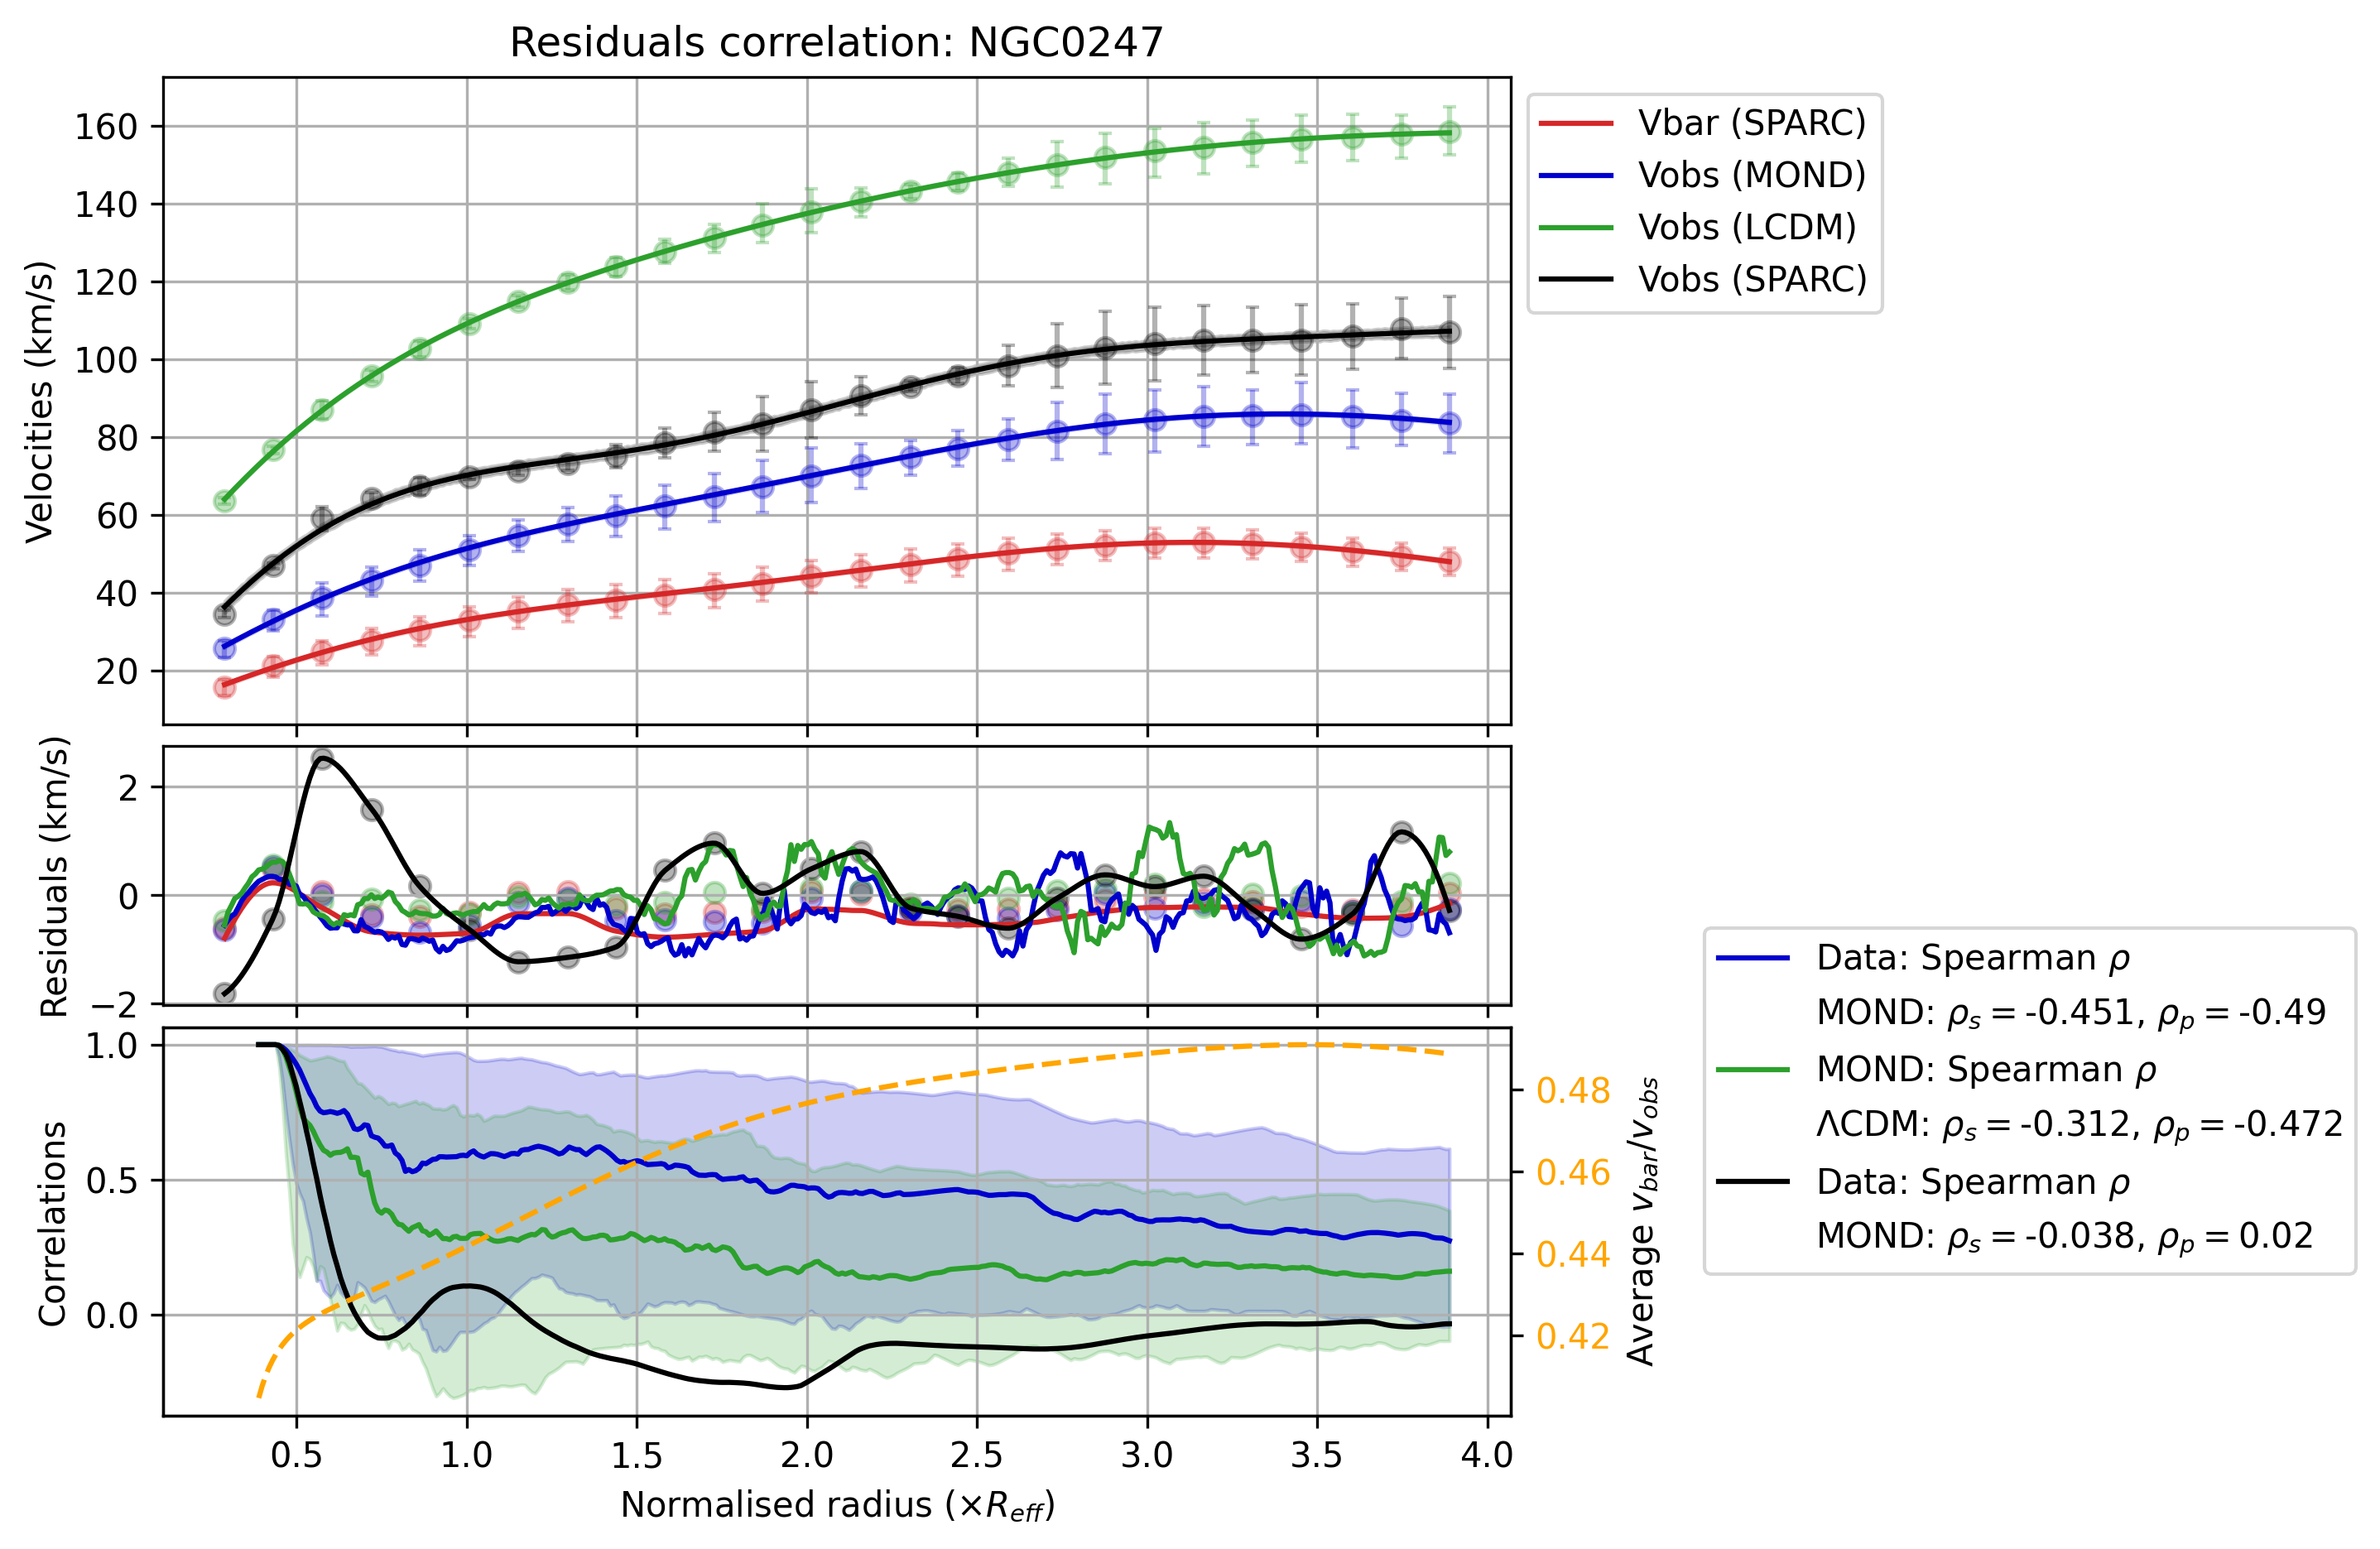 Residuals correlation: NGC0247
Velocities (km/s)
160
140
120
100
80
60
40
20
Vbar (SPARC)
Vobs (MOND)
Vobs (LCDM)
Vobs (SPARC)
Residuals (km/s)
2
0
−2
Correlations
1.0
0.5
0.0
0.48
0.46
0.44
0.42
Average v_bar/v_obs
Data: Spearman ρ
MOND: ρ_s = -0.451, ρ_p = -0.49
MOND: Spearman ρ
ΛCDM: ρ_s = -0.312, ρ_p = -0.472
Data: Spearman ρ
MOND: ρ_s = -0.038, ρ_p = 0.02
0.5 1.0 1.5 2.0 2.5 3.0 3.5 4.0
Normalised radius (×R_eff)